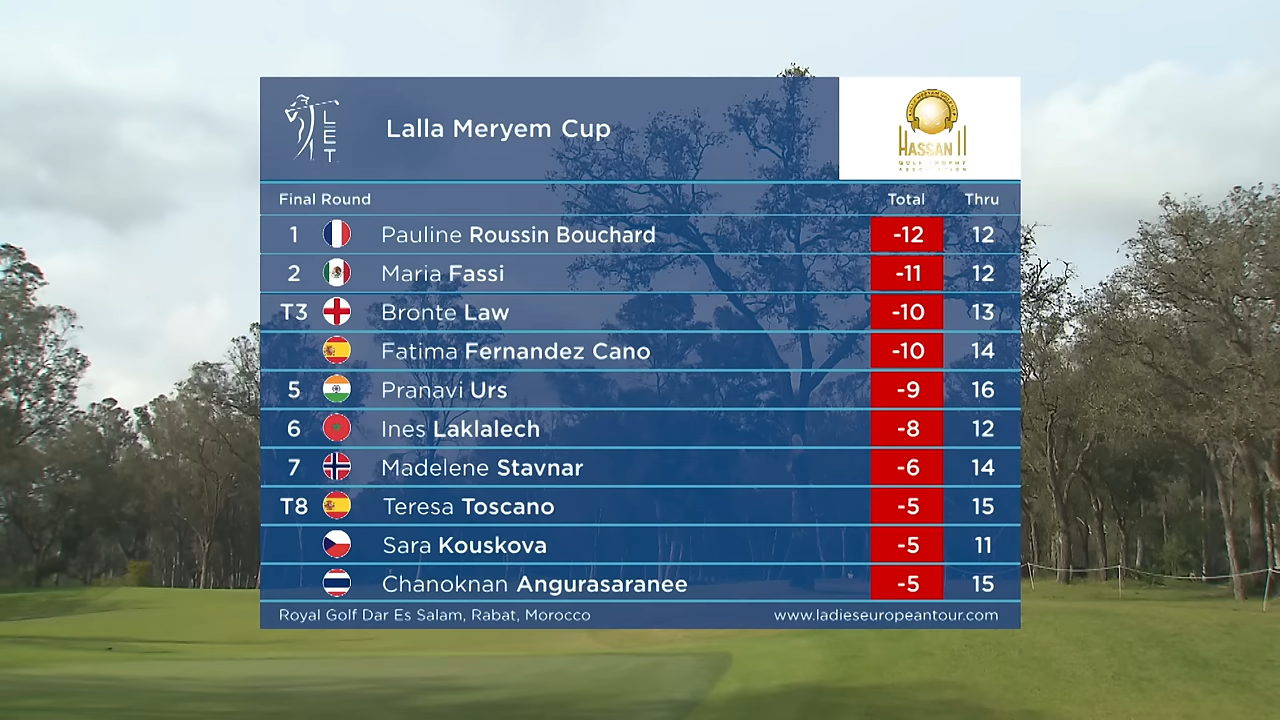 LET
Lalla Meryem Cup
HASSAN II
GOLF TROPHY
ASSOCIATION
Final Round Total Thru
1 Pauline Roussin Bouchard -12 12
2 Maria Fassi -11 12
T3 Bronte Law -10 13
Fatima Fernandez Cano -10 14
5 Pranavi Urs -9 16
6 Ines Laklalech -8 12
7 Madelene Stavnar -6 14
T8 Teresa Toscano -5 15
Sara Kouskova -5 11
Chanoknan Angurasaranee -5 15
Royal Golf Dar Es Salam, Rabat, Morocco www.ladieseuropeantour.com